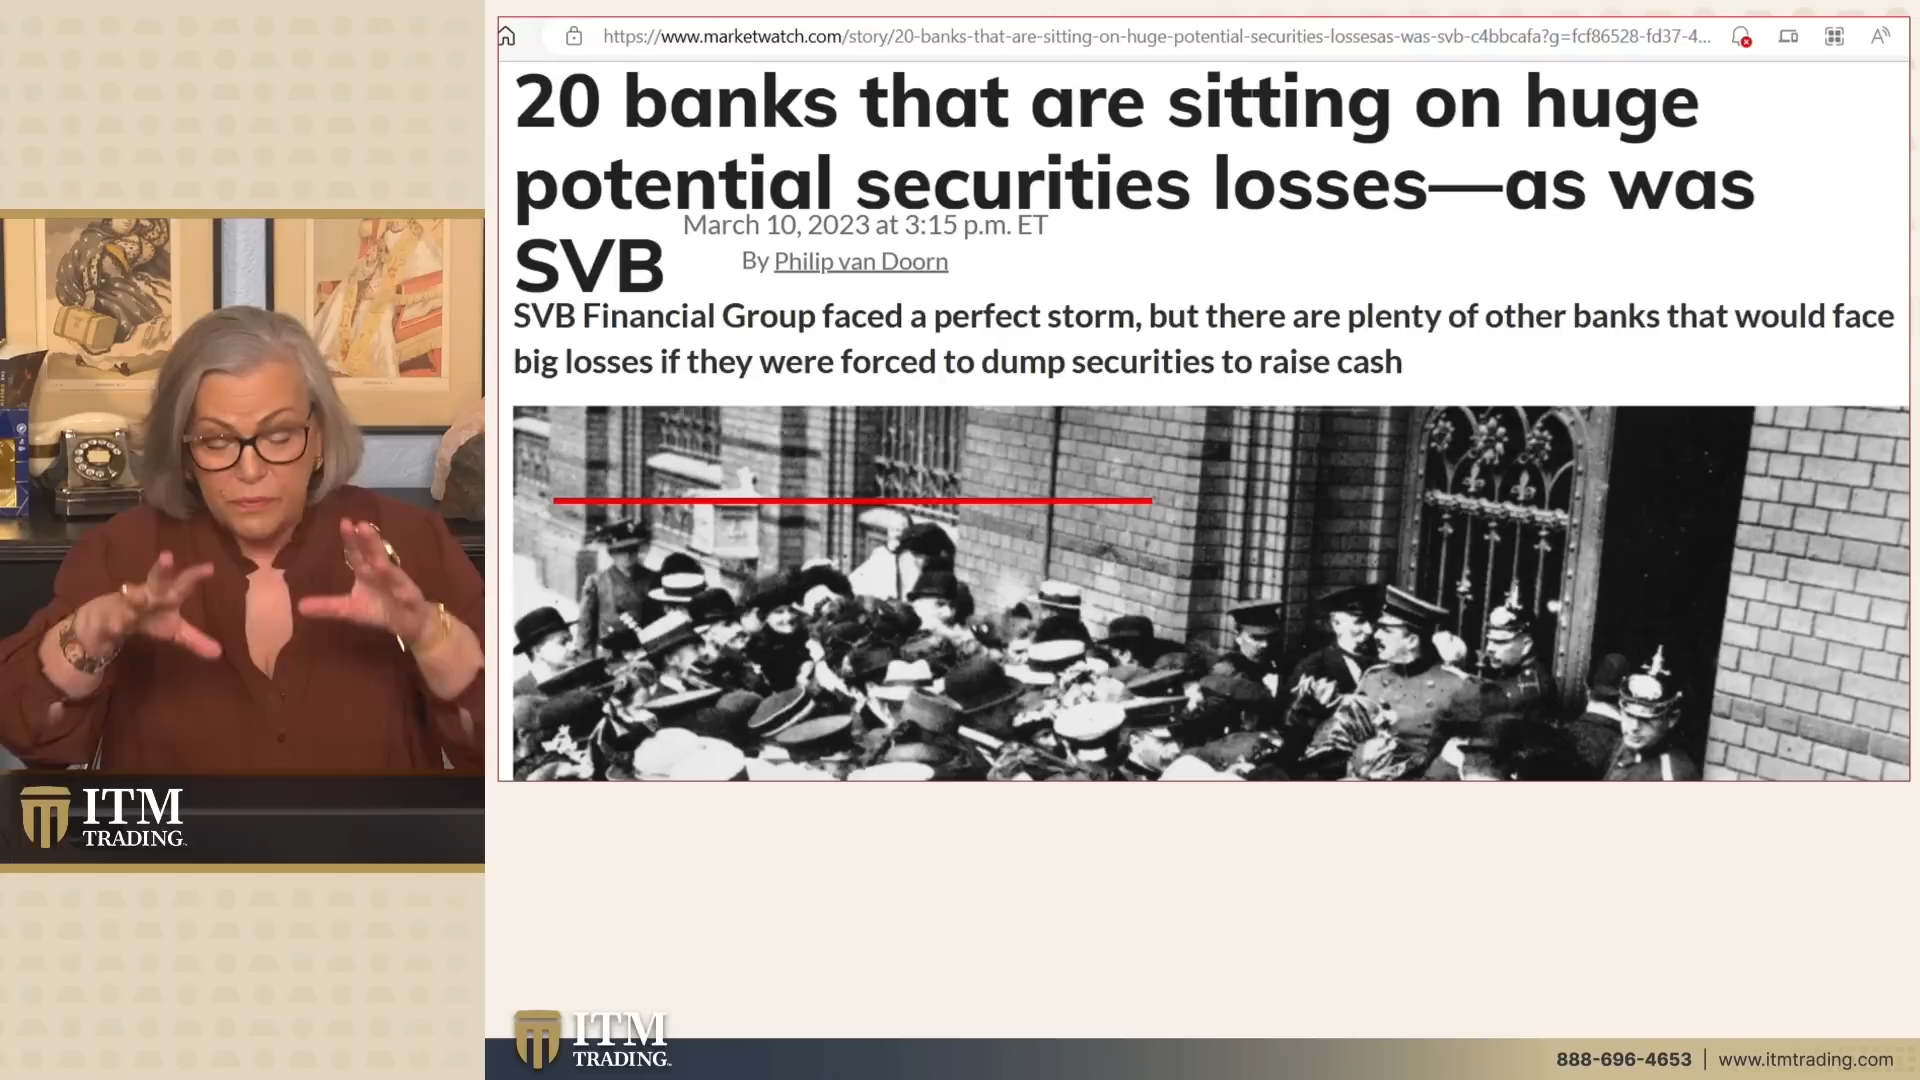 https://www.marketwatch.com/story/20-banks-that-are-sitting-on-huge-potential-securities-lossesas-was-svb-c4bbcafa?g=fcf86528-fd37-4...
20 banks that are sitting on huge
potential securities losses—as was
SVB
March 10, 2023 at 3:15 p.m. ET
By Philip van Doorn
SVB Financial Group faced a perfect storm, but there are plenty of other banks that would face
big losses if they were forced to dump securities to raise cash
ITM
TRADING
ITM
TRADING
888-696-4653 | www.itmtrading.com